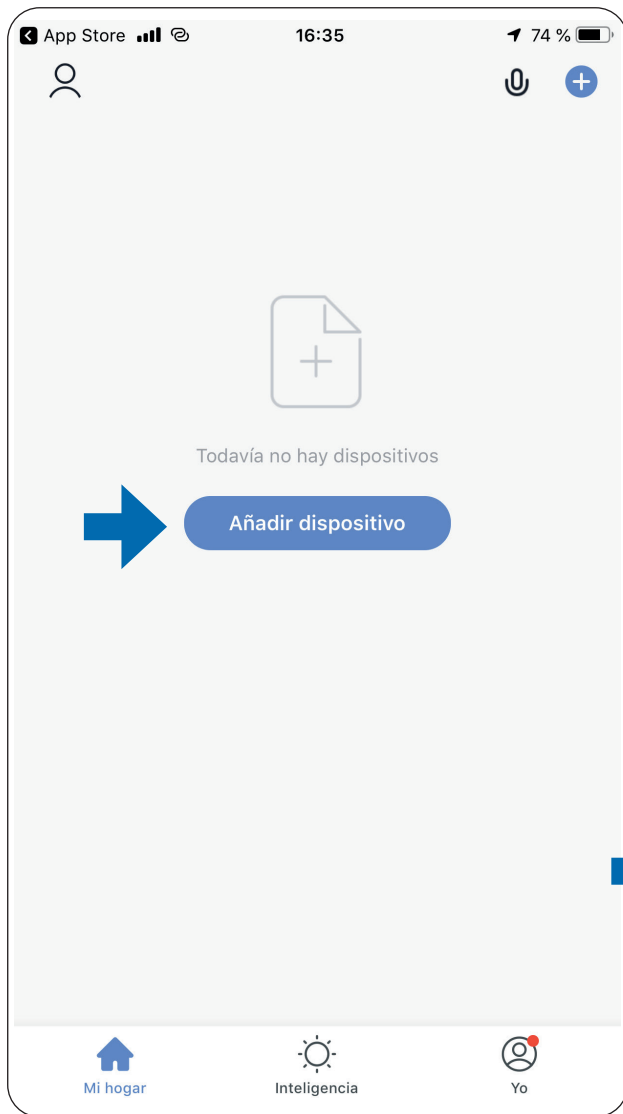 App Store
16:35
74 %
Todavía no hay dispositivos
Añadir dispositivo
Mi hogar
Inteligencia
Yo